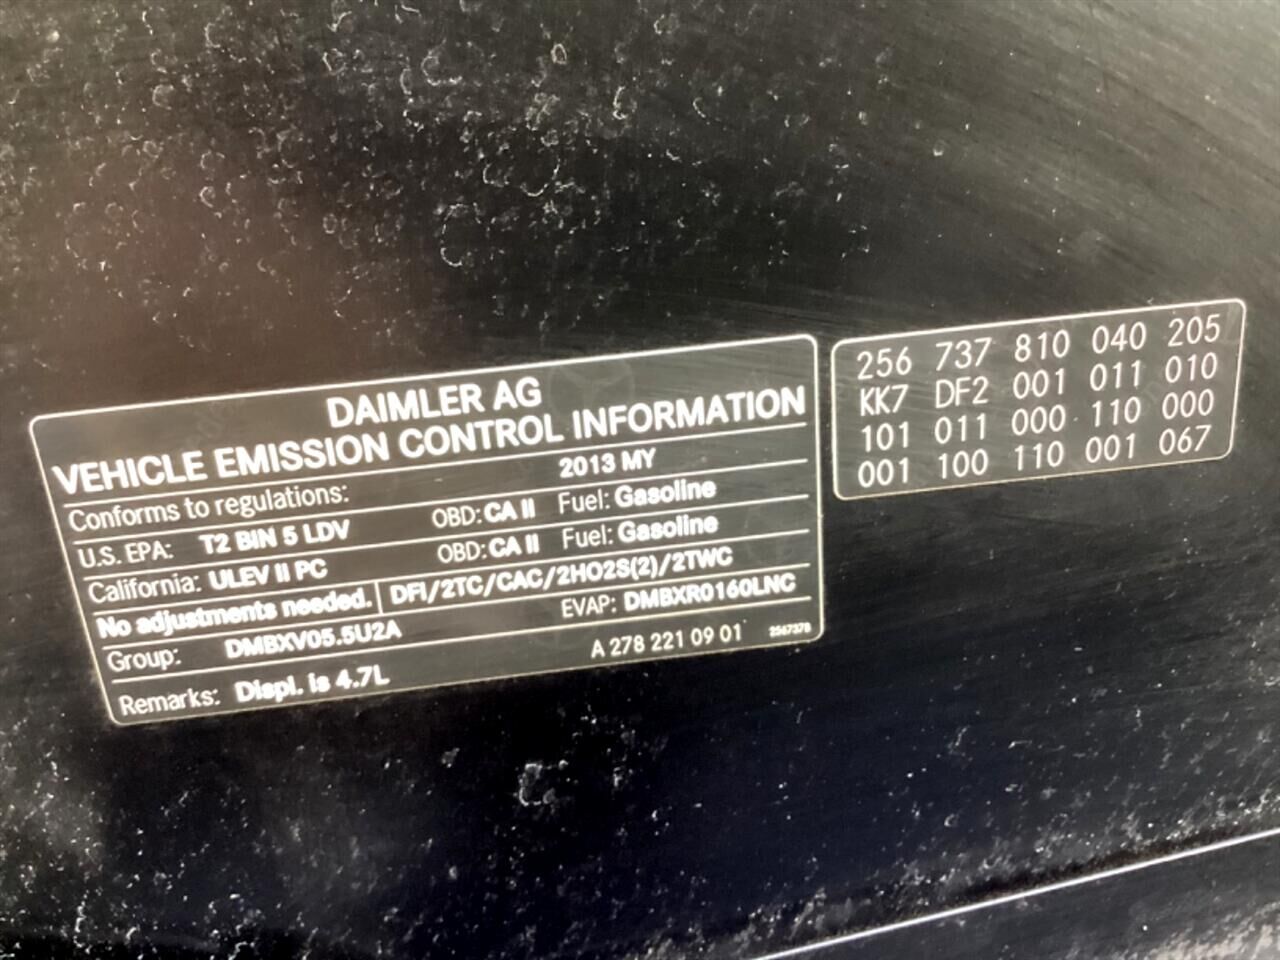 DAIMLER AG
VEHICLE EMISSION CONTROL INFORMATION
Conforms to regulations: 2013 MY
U.S. EPA: T2 BIN 5 LDV OBD: CA II Fuel: Gasoline
California: ULEV II PC OBD: CA II Fuel: Gasoline
No adjustments needed. DFI/2TC/CAC/2HO2S(2)/2TWC
Group: DMBXV05.5U2A EVAP: DMBXR0160LNC
Remarks: Displ. is 4.7L A 278 221 09 01 2567378
256 737 810 040 205
KK7 DF2 001 011 010
101 011 000 110 000
001 100 110 001 067